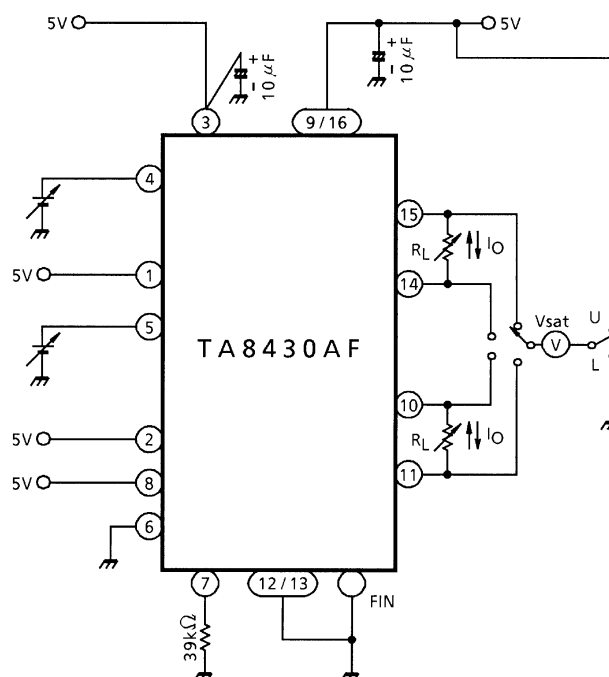 5V
5V
+
- 10μF
+
- 10μF
3
9 / 16
4
15
RL
IO
5V
1
14
5
Vsat
U
V
L
TA8430AF
10
5V
2
RL
IO
5V
8
11
6
7
12 / 13
FIN
39kΩ